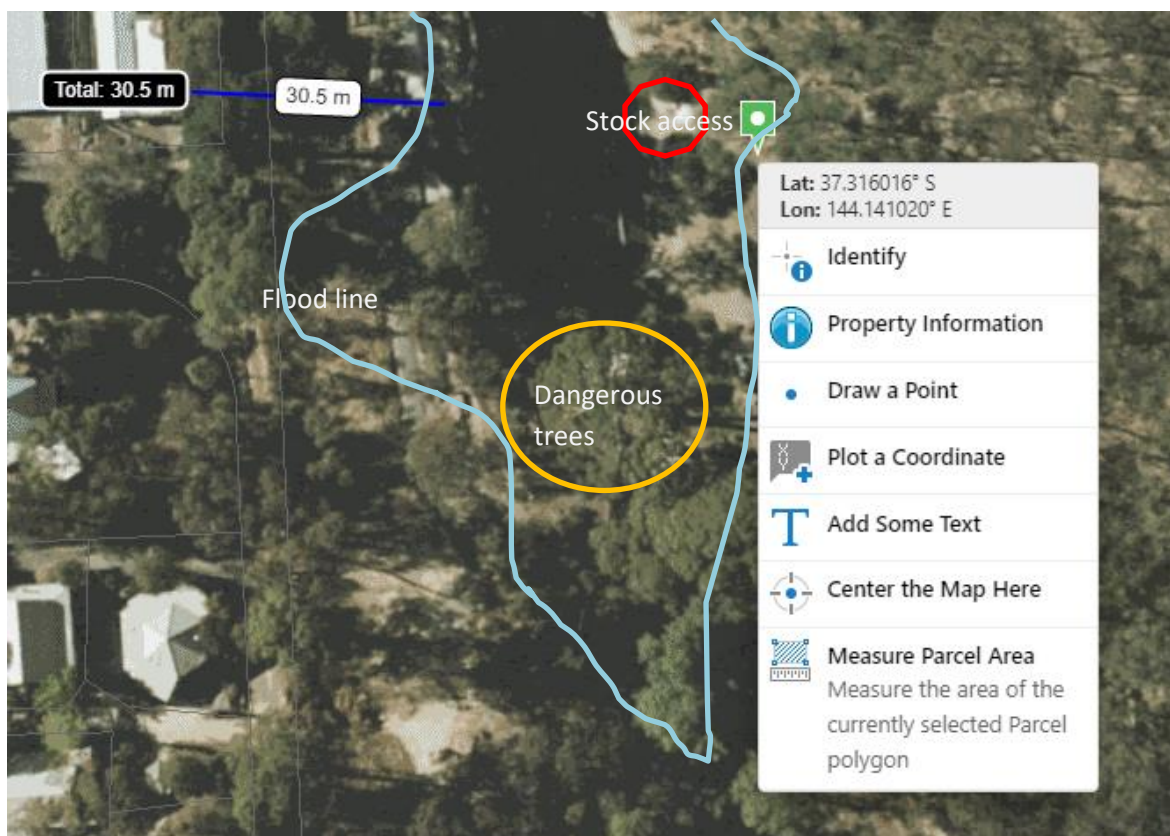 Total: 30.5 m
30.5 m
Stock access
Lat: 37.316016° S
Lon: 144.141020° E
Identify
Flood line
Property Information
Dangerous
trees
Draw a Point
Plot a Coordinate
Add Some Text
Center the Map Here
Measure Parcel Area
Measure the area of the
currently selected Parcel
polygon